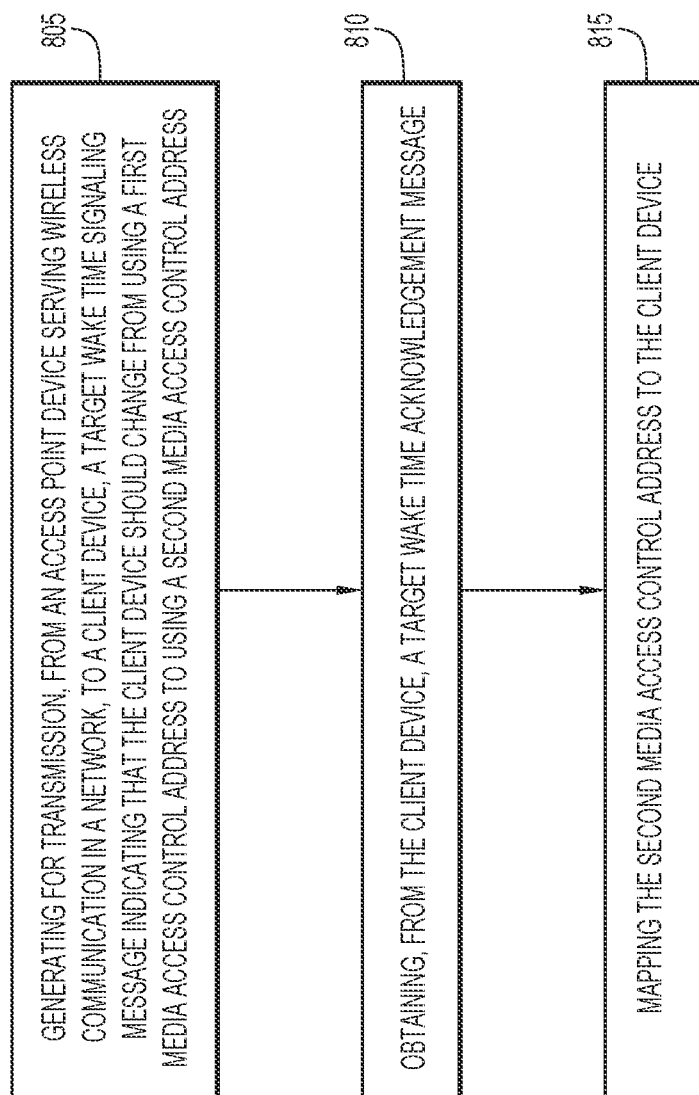 805
GENERATING FOR TRANSMISSION, FROM AN ACCESS POINT DEVICE SERVING WIRELESS
COMMUNICATION IN A NETWORK, TO A CLIENT DEVICE, A TARGET WAKE TIME SIGNALING
MESSAGE INDICATING THAT THE CLIENT DEVICE SHOULD CHANGE FROM USING A FIRST
MEDIA ACCESS CONTROL ADDRESS TO USING A SECOND MEDIA ACCESS CONTROL ADDRESS
810
OBTAINING, FROM THE CLIENT DEVICE, A TARGET WAKE TIME ACKNOWLEDGEMENT MESSAGE
815
MAPPING THE SECOND MEDIA ACCESS CONTROL ADDRESS TO THE CLIENT DEVICE